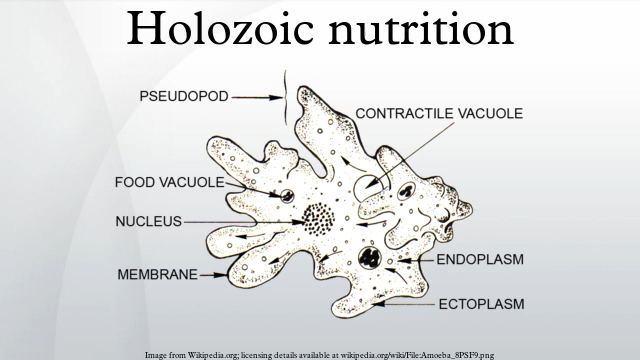 Holozoic nutrition
PSEUDOPOD
CONTRACTILE VACUOLE
FOOD VACUOLE
NUCLEUS
MEMBRANE
ENDOPLASM
ECTOPLASM
Image from Wikipedia.org; licensing details available at wikipedia.org/wiki/File:Amoeba_8PSF9.png